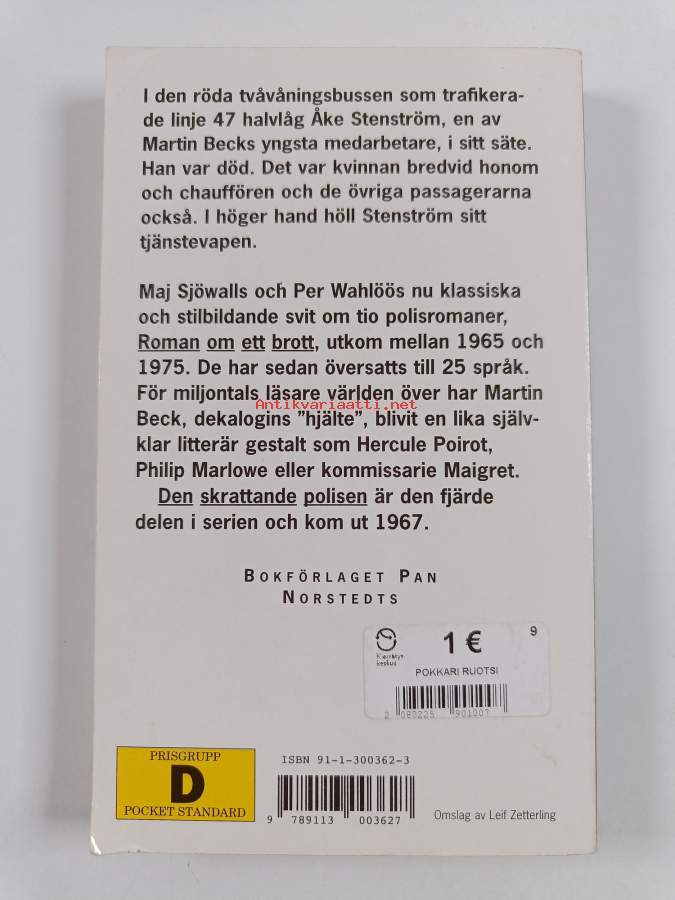 I den röda tvåvåningsbussen som trafikera-
de linje 47 halvlåg Åke Stenström, en av
Martin Becks yngsta medarbetare, i sitt säte.
Han var död. Det var kvinnan bredvid honom
och chauffören och de övriga passagerarna
också. I höger hand höll Stenström sitt
tjänstevapen.
Maj Sjöwalls och Per Wahlöös nu klassiska
och stilbildande svit om tio polisromaner,
Roman om ett brott, utkom mellan 1965 och
1975. De har sedan översatts till 25 språk.
För miljontals läsare världen över har Martin
Antikvariaatti.net
Beck, dekalogins ”hjälte”, blivit en lika själv-
klar litterär gestalt som Hercule Poirot,
Philip Marlowe eller kommissarie Maigret.
Den skrattande polisen är den fjärde
delen i serien och kom ut 1967.
BOKFÖRLAGET PAN
NORSTEDTS
9
1 €
Kierrätys
keskus
POKKARI RUOTSI
2 080225 901007
PRISGRUPP
D
POCKET STANDARD
ISBN 91-1-300362-3
9 789113 003627
Omslag av Leif Zetterling